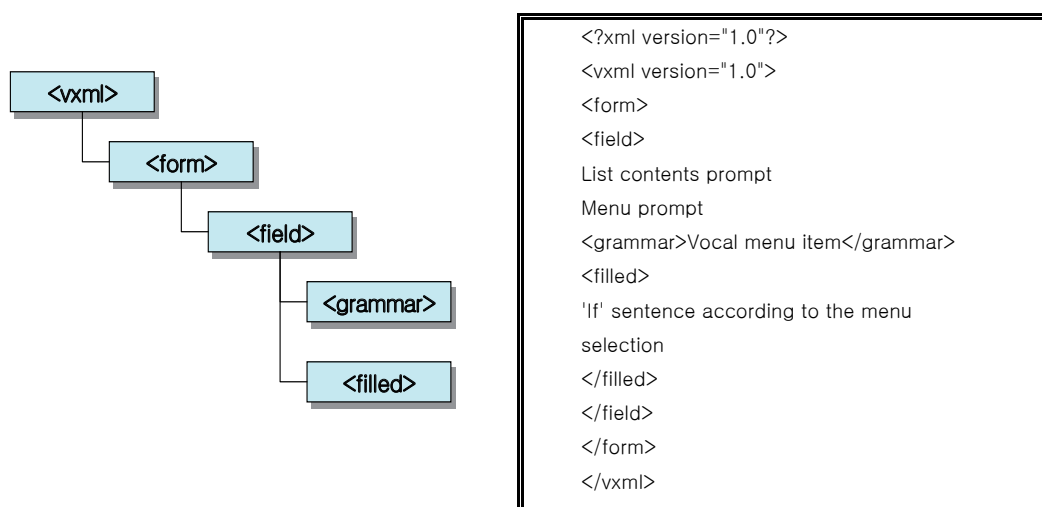 <vxml>
<form>
<field>
<grammar>
<filled>
<?xml version="1.0"?>
<vxml version="1.0">
<form>
<field>
List contents prompt
Menu prompt
<grammar>Vocal menu item</grammar>
<filled>
'If' sentence according to the menu
selection
</filled>
</field>
</form>
</vxml>